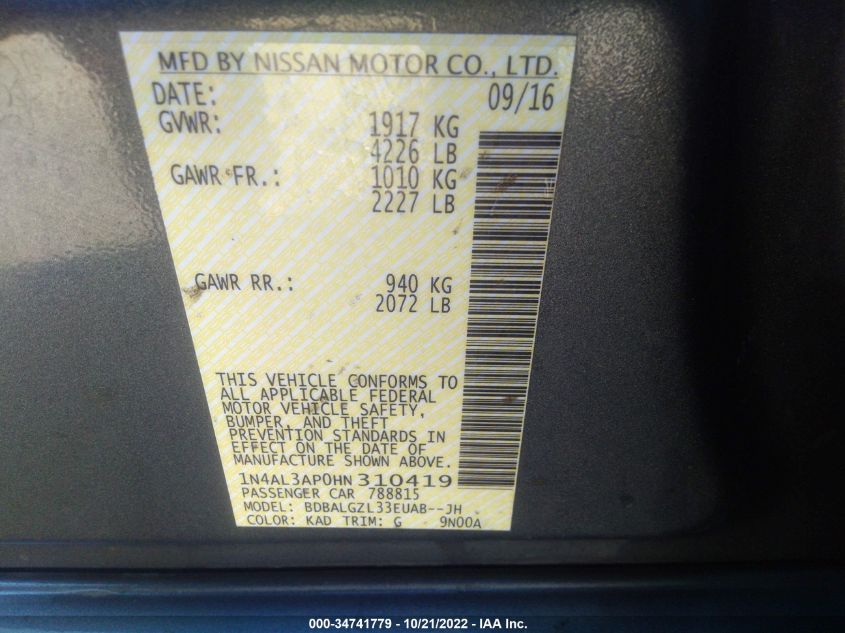 MFD BY NISSAN MOTOR CO., LTD.
DATE: 09/16
GVWR: 1917 KG
4226 LB
GAWR FR.: 1010 KG
2227 LB
GAWR RR.: 940 KG
2072 LB
THIS VEHICLE CONFORMS TO
ALL APPLICABLE FEDERAL
MOTOR VEHICLE SAFETY,
BUMPER, AND THEFT
PREVENTION STANDARDS IN
EFFECT ON THE DATE OF
MANUFACTURE SHOWN ABOVE.
1N4AL3AP0HN310419
PASSENGER CAR 788815
MODEL: BDBALGZL33EUAB--JH
COLOR: KAD TRIM: G 9N00A
000-34741779 - 10/21/2022 - IAA Inc.